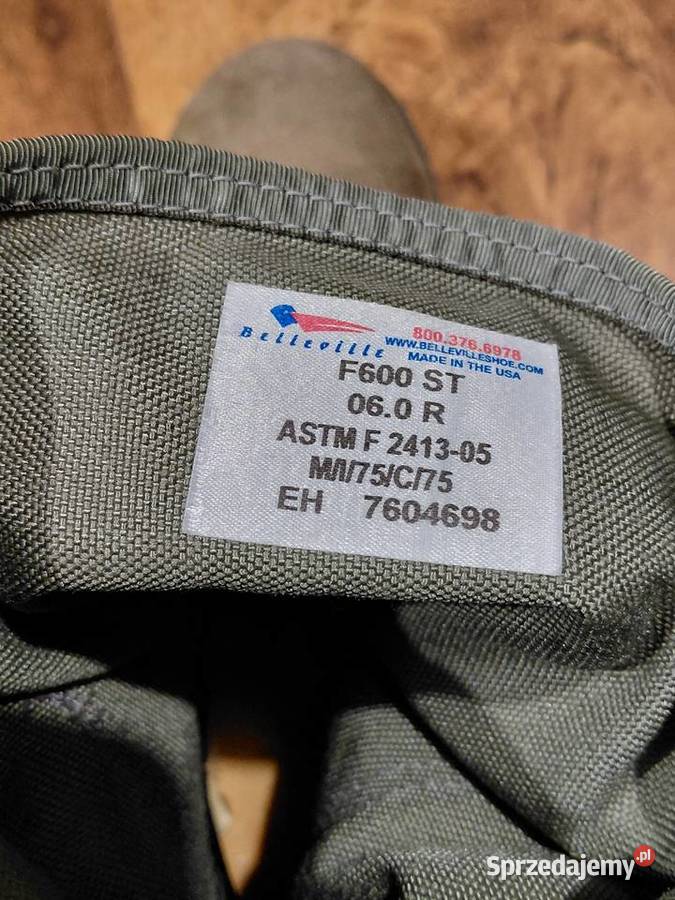 Belleville
800.376.6978
WWW.BELLEVILLESHOE.COM
MADE IN THE USA
F600 ST
06.0 R
ASTM F 2413-05
M/I/75/C/75
EH 7604698
Sprzedajemy.pl